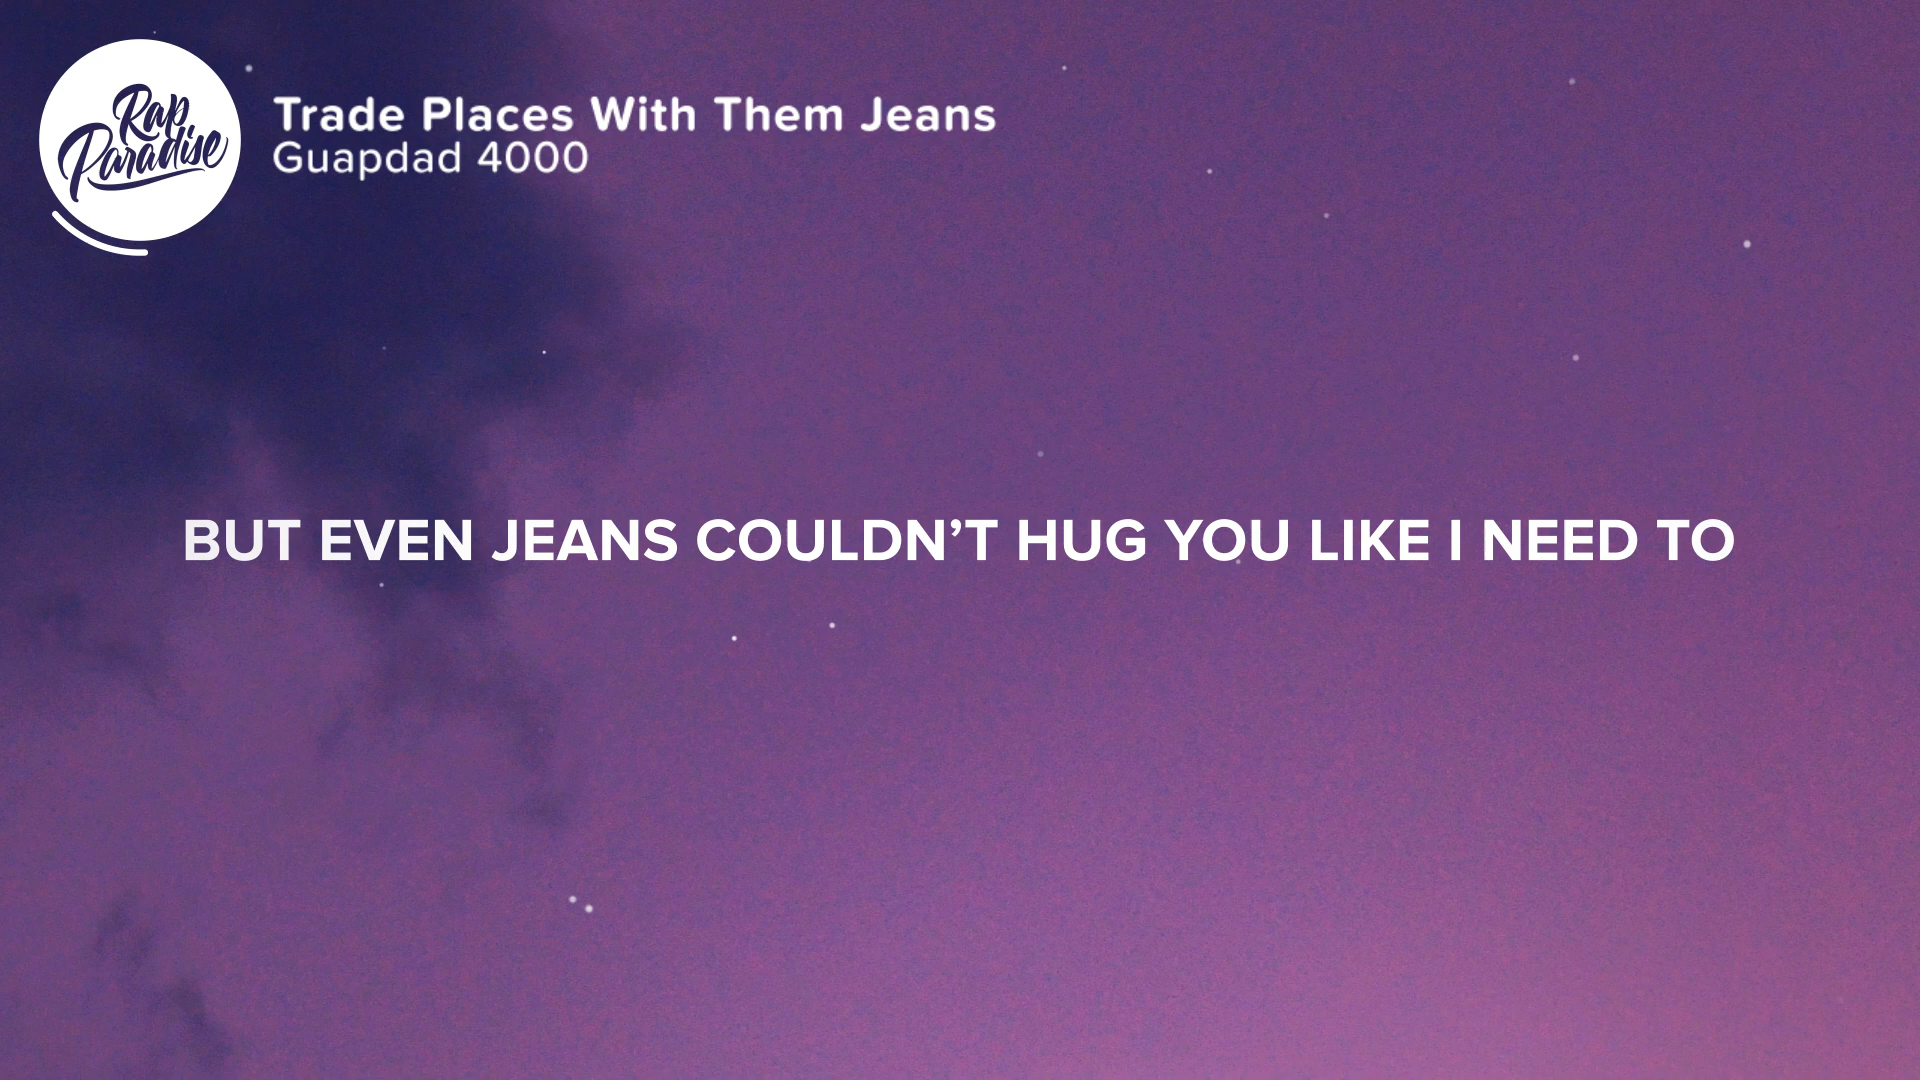 Rap
Paradise
Trade Places With Them Jeans
Guapdad 4000
BUT EVEN JEANS COULDN’T HUG YOU LIKE I NEED TO